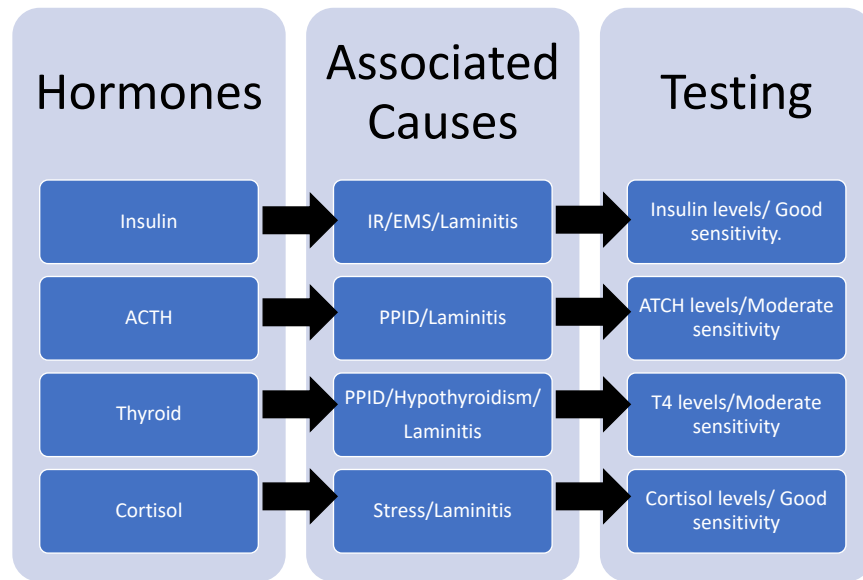 Hormones
Associated
Causes
Testing
Insulin
IR/EMS/Laminitis
Insulin levels/ Good
sensitivity.
ACTH
PPID/Laminitis
ATCH levels/Moderate
sensitivity
Thyroid
PPID/Hypothyroidism/
Laminitis
T4 levels/Moderate
sensitivity
Cortisol
Stress/Laminitis
Cortisol levels/ Good
sensitivity